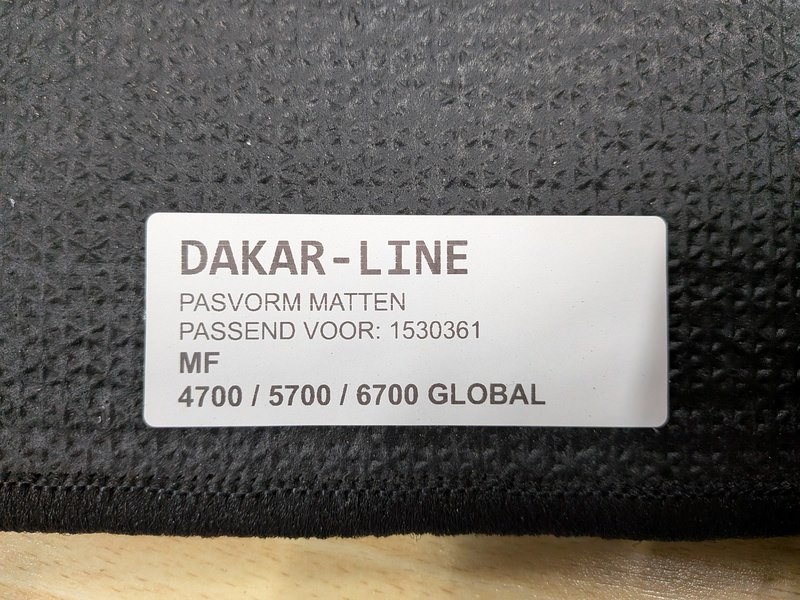 DAKAR-LINE
PASVORM MATTEN
PASSEND VOOR: 1530361
MF
4700 / 5700 / 6700 GLOBAL